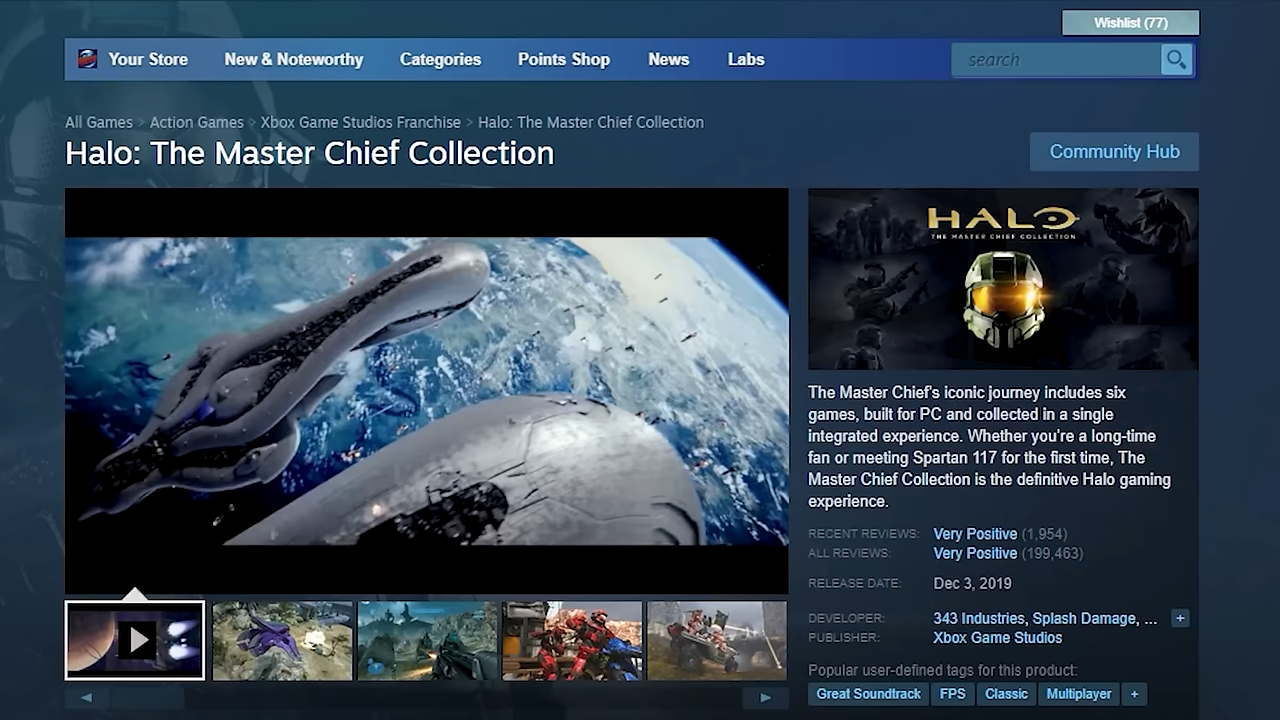 Wishlist (77)
Your Store New & Noteworthy Categories Points Shop News Labs search
All Games > Action Games > Xbox Game Studios Franchise > Halo: The Master Chief Collection
Halo: The Master Chief Collection
Community Hub
HALO
THE MASTER CHIEF COLLECTION
The Master Chief's iconic journey includes six
games, built for PC and collected in a single
integrated experience. Whether you're a long-time
fan or meeting Spartan 117 for the first time, The
Master Chief Collection is the definitive Halo gaming
experience.
RECENT REVIEWS: Very Positive (1,954)
ALL REVIEWS: Very Positive (199,463)
RELEASE DATE: Dec 3, 2019
DEVELOPER: 343 Industries, Splash Damage, ... +
PUBLISHER: Xbox Game Studios
Popular user-defined tags for this product:
Great Soundtrack FPS Classic Multiplayer +